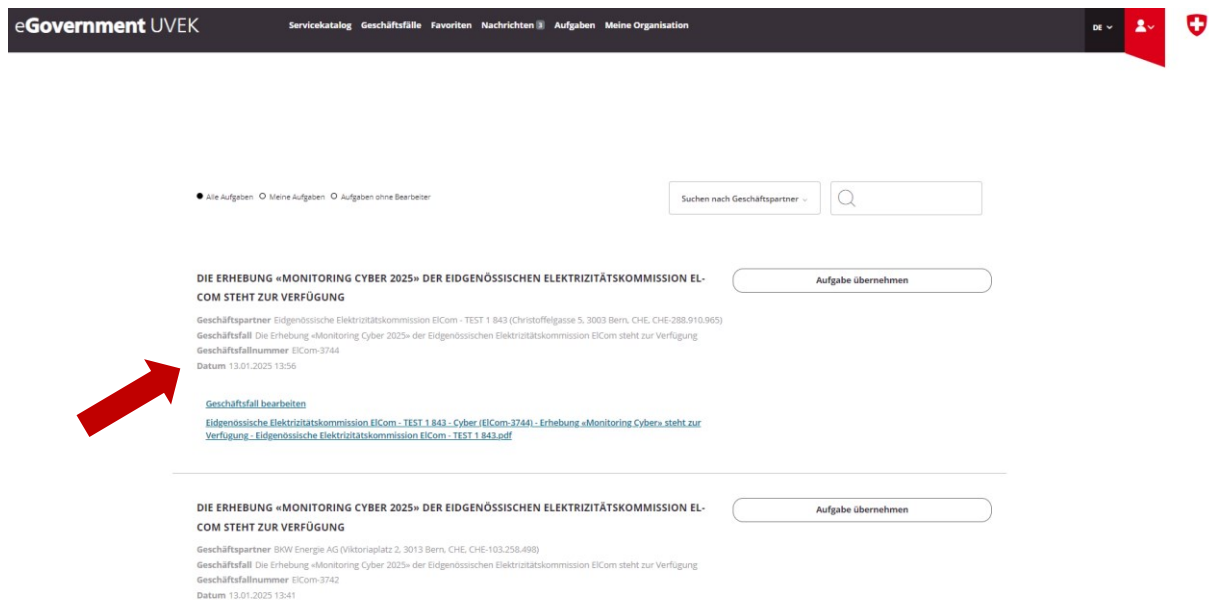 eGovernment UVEK
Servicekatalog Geschäftsfälle Favoriten Nachrichten 3 Aufgaben Meine Organisation
DE
Alle Aufgaben Meine Aufgaben Aufgaben ohne Bearbeiter
Suchen nach Geschäftspartner
DIE ERHEBUNG «MONITORING CYBER 2025» DER EIDGENÖSSISCHEN ELEKTRIZITÄTSKOMMISSION EL-
COM STEHT ZUR VERFÜGUNG
Aufgabe übernehmen
Geschäftspartner Eidgenössische Elektrizitätskommission ElCom - TEST 1 843 (Christoffelgasse 5, 3003 Bern, CHE, CHE-288.910.965)
Geschäftsfall Die Erhebung «Monitoring Cyber 2025» der Eidgenössischen Elektrizitätskommission ElCom steht zur Verfügung
Geschäftsfallnummer ElCom-3744
Datum 13.01.2025 13:56
Geschäftsfall bearbeiten
Eidgenössische Elektrizitätskommission ElCom - TEST 1 843 - Cyber (ElCom-3744) - Erhebung «Monitoring Cyber» steht zur
Verfügung - Eidgenössische Elektrizitätskommission ElCom - TEST 1 843.pdf
DIE ERHEBUNG «MONITORING CYBER 2025» DER EIDGENÖSSISCHEN ELEKTRIZITÄTSKOMMISSION EL-
COM STEHT ZUR VERFÜGUNG
Aufgabe übernehmen
Geschäftspartner BKW Energie AG (Viktoriaplatz 2, 3013 Bern, CHE, CHE-103.258.498)
Geschäftsfall Die Erhebung «Monitoring Cyber 2025» der Eidgenössischen Elektrizitätskommission ElCom steht zur Verfügung
Geschäftsfallnummer ElCom-3742
Datum 13.01.2025 13:41